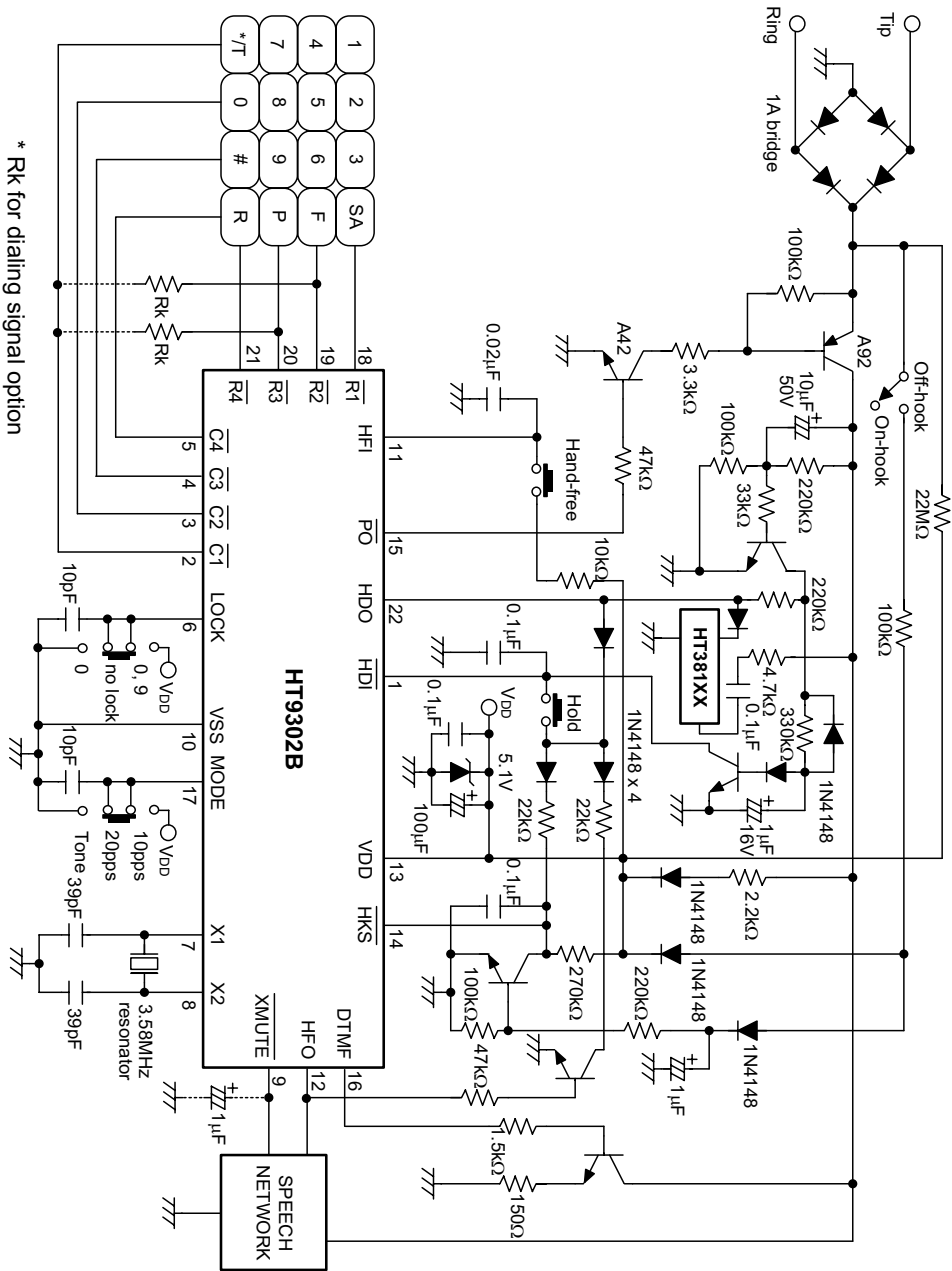 Tip
Ring
1A bridge
Off-hook
On-hook
22MΩ
100kΩ
100kΩ
A92
3.3kΩ
A42
47kΩ
10µF
50V
+
220kΩ
100kΩ
33kΩ
220kΩ
HT381XX
4.7kΩ
0.1µF
330kΩ
1N4148
+
1µF
16V
2.2kΩ
1N4148
1N4148
1N4148
+
1µF
220kΩ
270kΩ
100kΩ
47kΩ
1.5kΩ
150Ω
0.02µF
Hand-free
10kΩ
0.1µF
Hold
1N4148 x 4
22kΩ
22kΩ
VDD
0.1µF
5.1V
+
100µF
0.1µF
1 2 3 SA
4 5 6 F
7 8 9 P
*/T 0 # R
Rk
Rk
18 19 20 21
R1 R2 R3 R4
11 15 22 1 13 14
HFI PO HDO HDI VDD HKS
HT9302B
C4 C3 C2 C1 LOCK VSS MODE X1 X2
5 4 3 2 6 10 17 7 8
DTMF HFO XMUTE
16 12 9
10pF
VDD
0, 9
no lock
0
10pF
VDD
10pps
20pps
Tone
39pF
39pF
3.58MHz
resonator
+
1µF
SPEECH
NETWORK
* Rk for dialing signal option